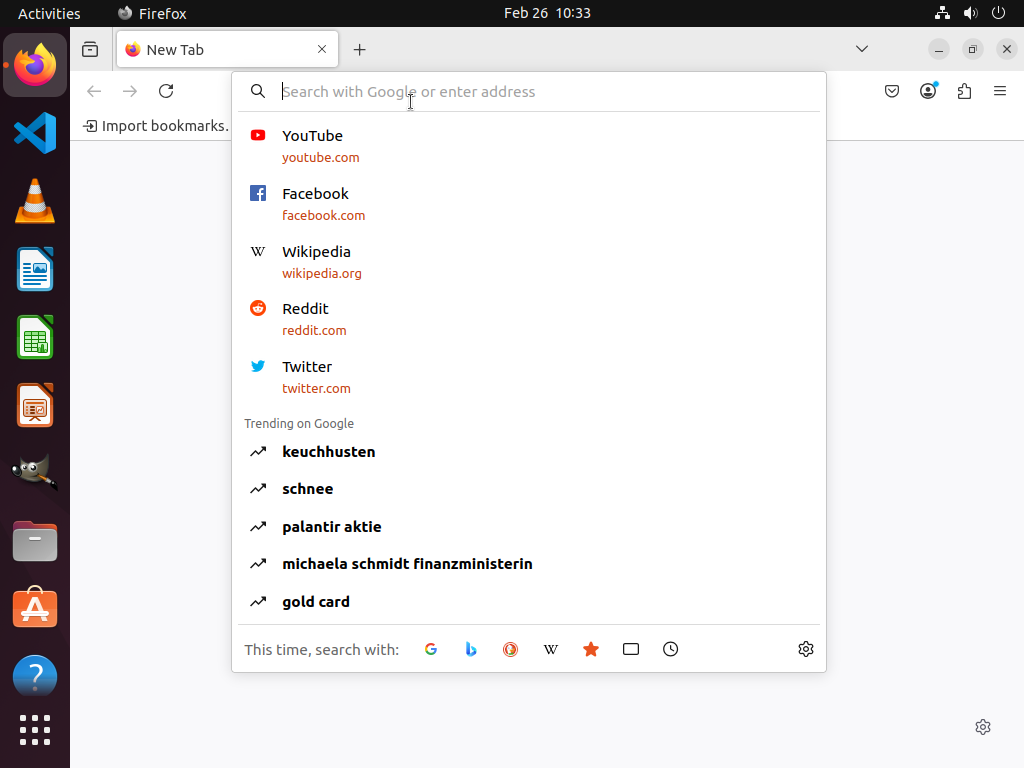 Activities
Firefox
Feb 26 10:33
New Tab
Search with Google or enter address
Import bookmarks.
YouTube
youtube.com
Facebook
facebook.com
Wikipedia
wikipedia.org
Reddit
reddit.com
Twitter
twitter.com
Trending on Google
keuchhusten
schnee
palantir aktie
michaela schmidt finanzministerin
gold card
This time, search with: